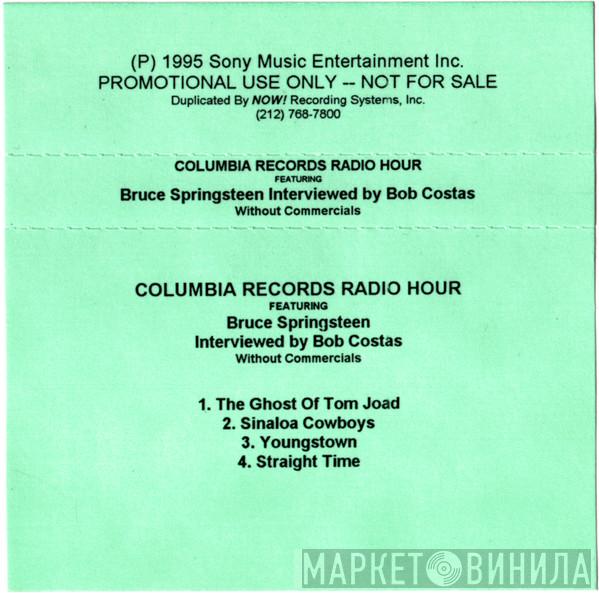 (P) 1995 Sony Music Entertainment Inc.
PROMOTIONAL USE ONLY -- NOT FOR SALE
Duplicated By NOW! Recording Systems, Inc.
(212) 768-7800
COLUMBIA RECORDS RADIO HOUR
FEATURING
Bruce Springsteen Interviewed by Bob Costas
Without Commercials
COLUMBIA RECORDS RADIO HOUR
FEATURING
Bruce Springsteen
Interviewed by Bob Costas
Without Commercials
1. The Ghost Of Tom Joad
2. Sinaloa Cowboys
3. Youngstown
4. Straight Time
МАРКЕТ ВИНИЛА